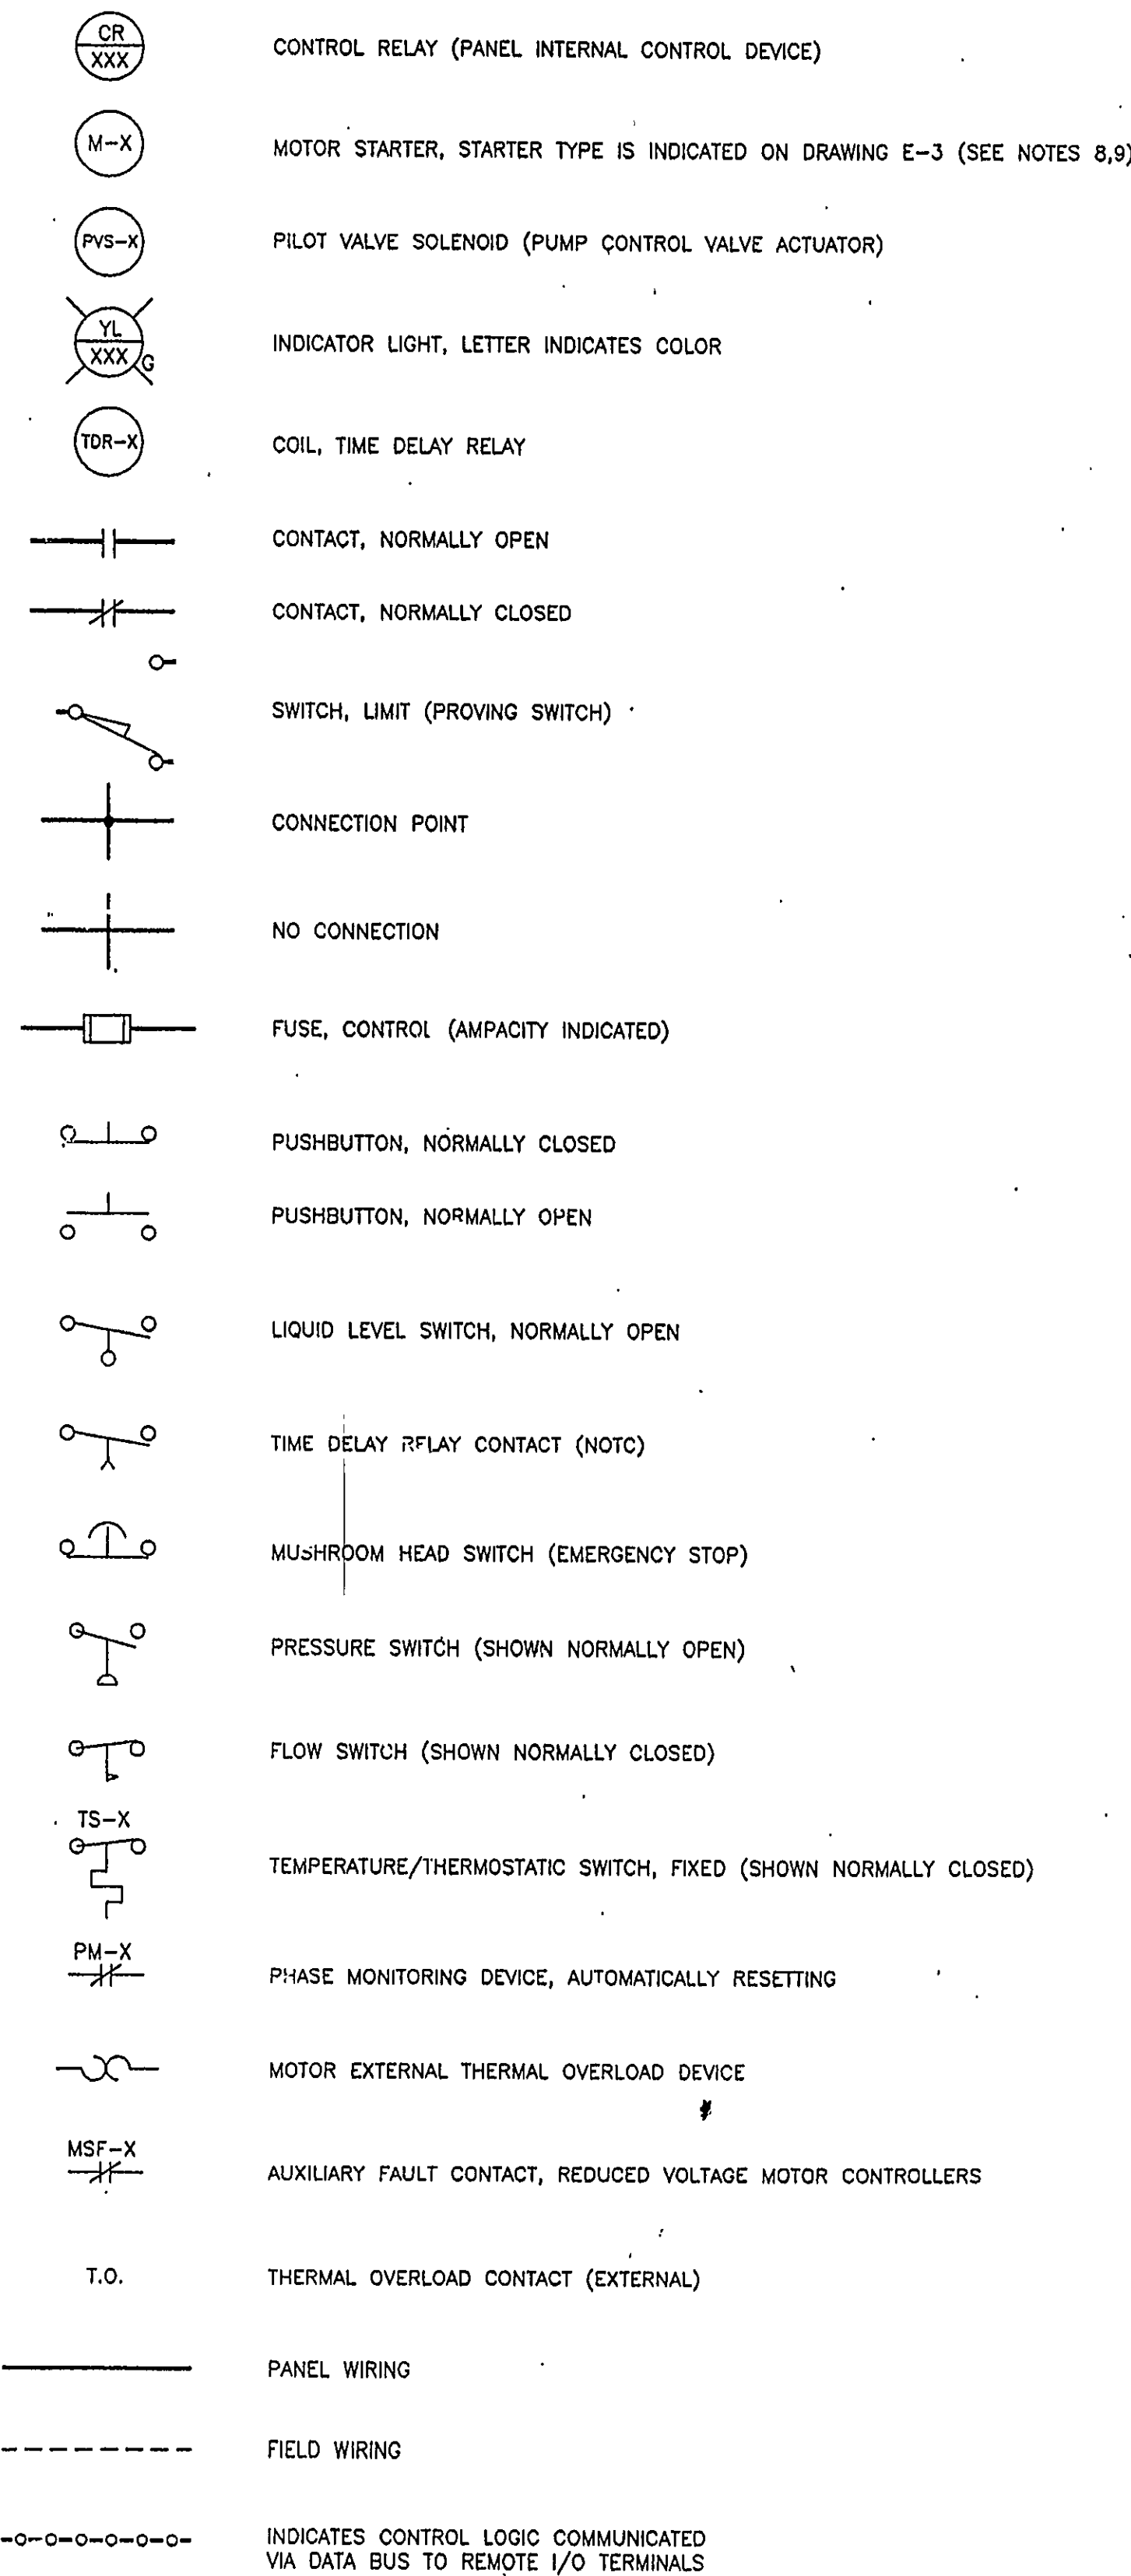 CR
XXX
CONTROL RELAY (PANEL INTERNAL CONTROL DEVICE)
M-X
MOTOR STARTER, STARTER TYPE IS INDICATED ON DRAWING E-3 (SEE NOTES 8,9)
PVS-X
PILOT VALVE SOLENOID (PUMP CONTROL VALVE ACTUATOR)
YL
XXX
G
INDICATOR LIGHT, LETTER INDICATES COLOR
TDR-X
COIL, TIME DELAY RELAY
CONTACT, NORMALLY OPEN
CONTACT, NORMALLY CLOSED
SWITCH, LIMIT (PROVING SWITCH)
CONNECTION POINT
NO CONNECTION
FUSE, CONTROL (AMPACITY INDICATED)
PUSHBUTTON, NORMALLY CLOSED
PUSHBUTTON, NORMALLY OPEN
LIQUID LEVEL SWITCH, NORMALLY OPEN
TIME DELAY RELAY CONTACT (NOTC)
MUSHROOM HEAD SWITCH (EMERGENCY STOP)
PRESSURE SWITCH (SHOWN NORMALLY OPEN)
FLOW SWITCH (SHOWN NORMALLY CLOSED)
TS-X
TEMPERATURE/THERMOSTATIC SWITCH, FIXED (SHOWN NORMALLY CLOSED)
PM-X
PHASE MONITORING DEVICE, AUTOMATICALLY RESETTING
MOTOR EXTERNAL THERMAL OVERLOAD DEVICE
MSF-X
AUXILIARY FAULT CONTACT, REDUCED VOLTAGE MOTOR CONTROLLERS
T.O.
THERMAL OVERLOAD CONTACT (EXTERNAL)
PANEL WIRING
FIELD WIRING
INDICATES CONTROL LOGIC COMMUNICATED
VIA DATA BUS TO REMOTE I/O TERMINALS